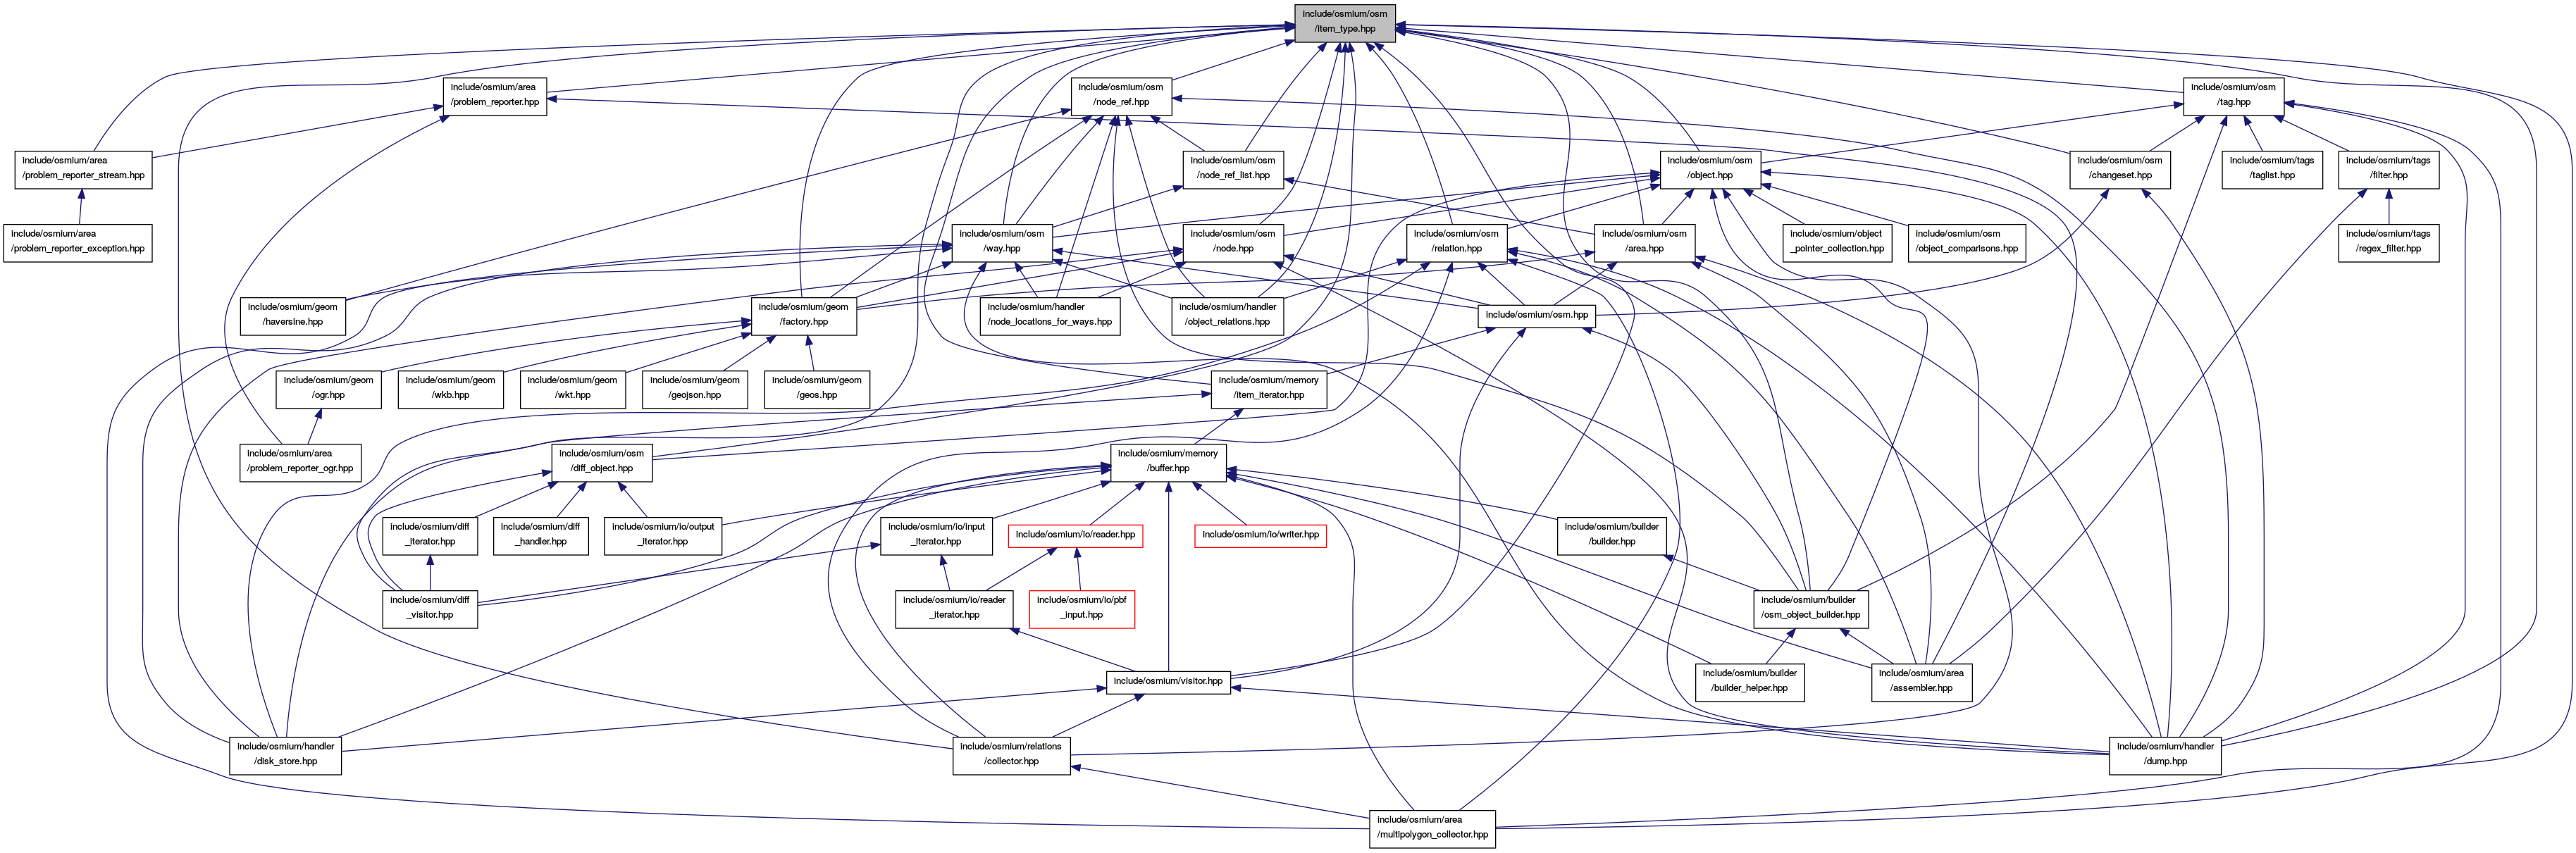 include/osmium/osm
/item_type.hpp
include/osmium/area
/problem_reporter.hpp
include/osmium/osm
/node_ref.hpp
include/osmium/osm
/tag.hpp
include/osmium/area
/problem_reporter_stream.hpp
include/osmium/osm
/node_ref_list.hpp
include/osmium/osm
/object.hpp
include/osmium/osm
/changeset.hpp
include/osmium/tags
/taglist.hpp
include/osmium/tags
/filter.hpp
include/osmium/area
/problem_reporter_exception.hpp
include/osmium/osm
/way.hpp
include/osmium/osm
/node.hpp
include/osmium/osm
/relation.hpp
include/osmium/osm
/area.hpp
include/osmium/object
_pointer_collection.hpp
include/osmium/osm
/object_comparisons.hpp
include/osmium/tags
/regex_filter.hpp
include/osmium/geom
/haversine.hpp
include/osmium/geom
/factory.hpp
include/osmium/handler
/node_locations_for_ways.hpp
include/osmium/handler
/object_relations.hpp
include/osmium/osm.hpp
include/osmium/geom
/ogr.hpp
include/osmium/geom
/wkb.hpp
include/osmium/geom
/wkt.hpp
include/osmium/geom
/geojson.hpp
include/osmium/geom
/geos.hpp
include/osmium/memory
/item_iterator.hpp
include/osmium/area
/problem_reporter_ogr.hpp
include/osmium/osm
/diff_object.hpp
include/osmium/memory
/buffer.hpp
include/osmium/diff
_iterator.hpp
include/osmium/diff
_handler.hpp
include/osmium/io/output
_iterator.hpp
include/osmium/io/input
_iterator.hpp
include/osmium/io/reader.hpp
include/osmium/io/writer.hpp
include/osmium/builder
/builder.hpp
include/osmium/diff
_visitor.hpp
include/osmium/io/reader
_iterator.hpp
include/osmium/io/pbf
_input.hpp
include/osmium/builder
/osm_object_builder.hpp
include/osmium/visitor.hpp
include/osmium/builder
/builder_helper.hpp
include/osmium/area
/assembler.hpp
include/osmium/handler
/disk_store.hpp
include/osmium/relations
/collector.hpp
include/osmium/handler
/dump.hpp
include/osmium/area
/multipolygon_collector.hpp